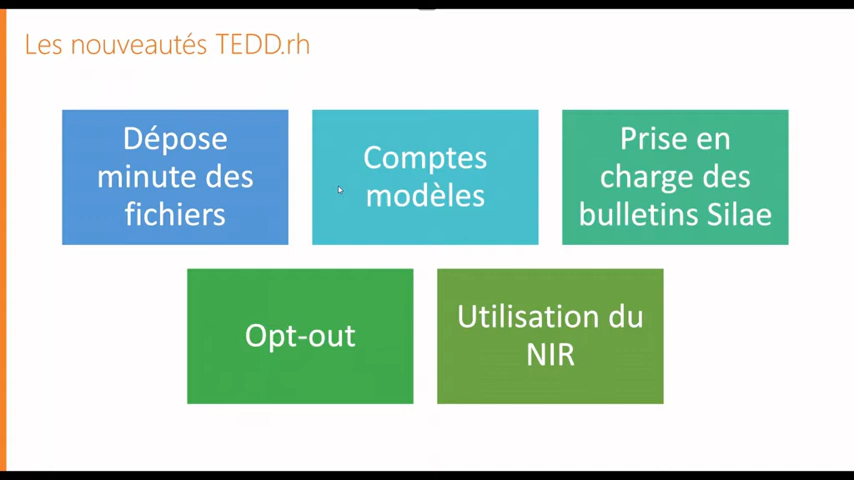 Les nouveautés TEDD.rh
Dépose
minute des
fichiers
Comptes
modèles
Prise en
charge des
bulletins Silae
Opt-out
Utilisation du
NIR